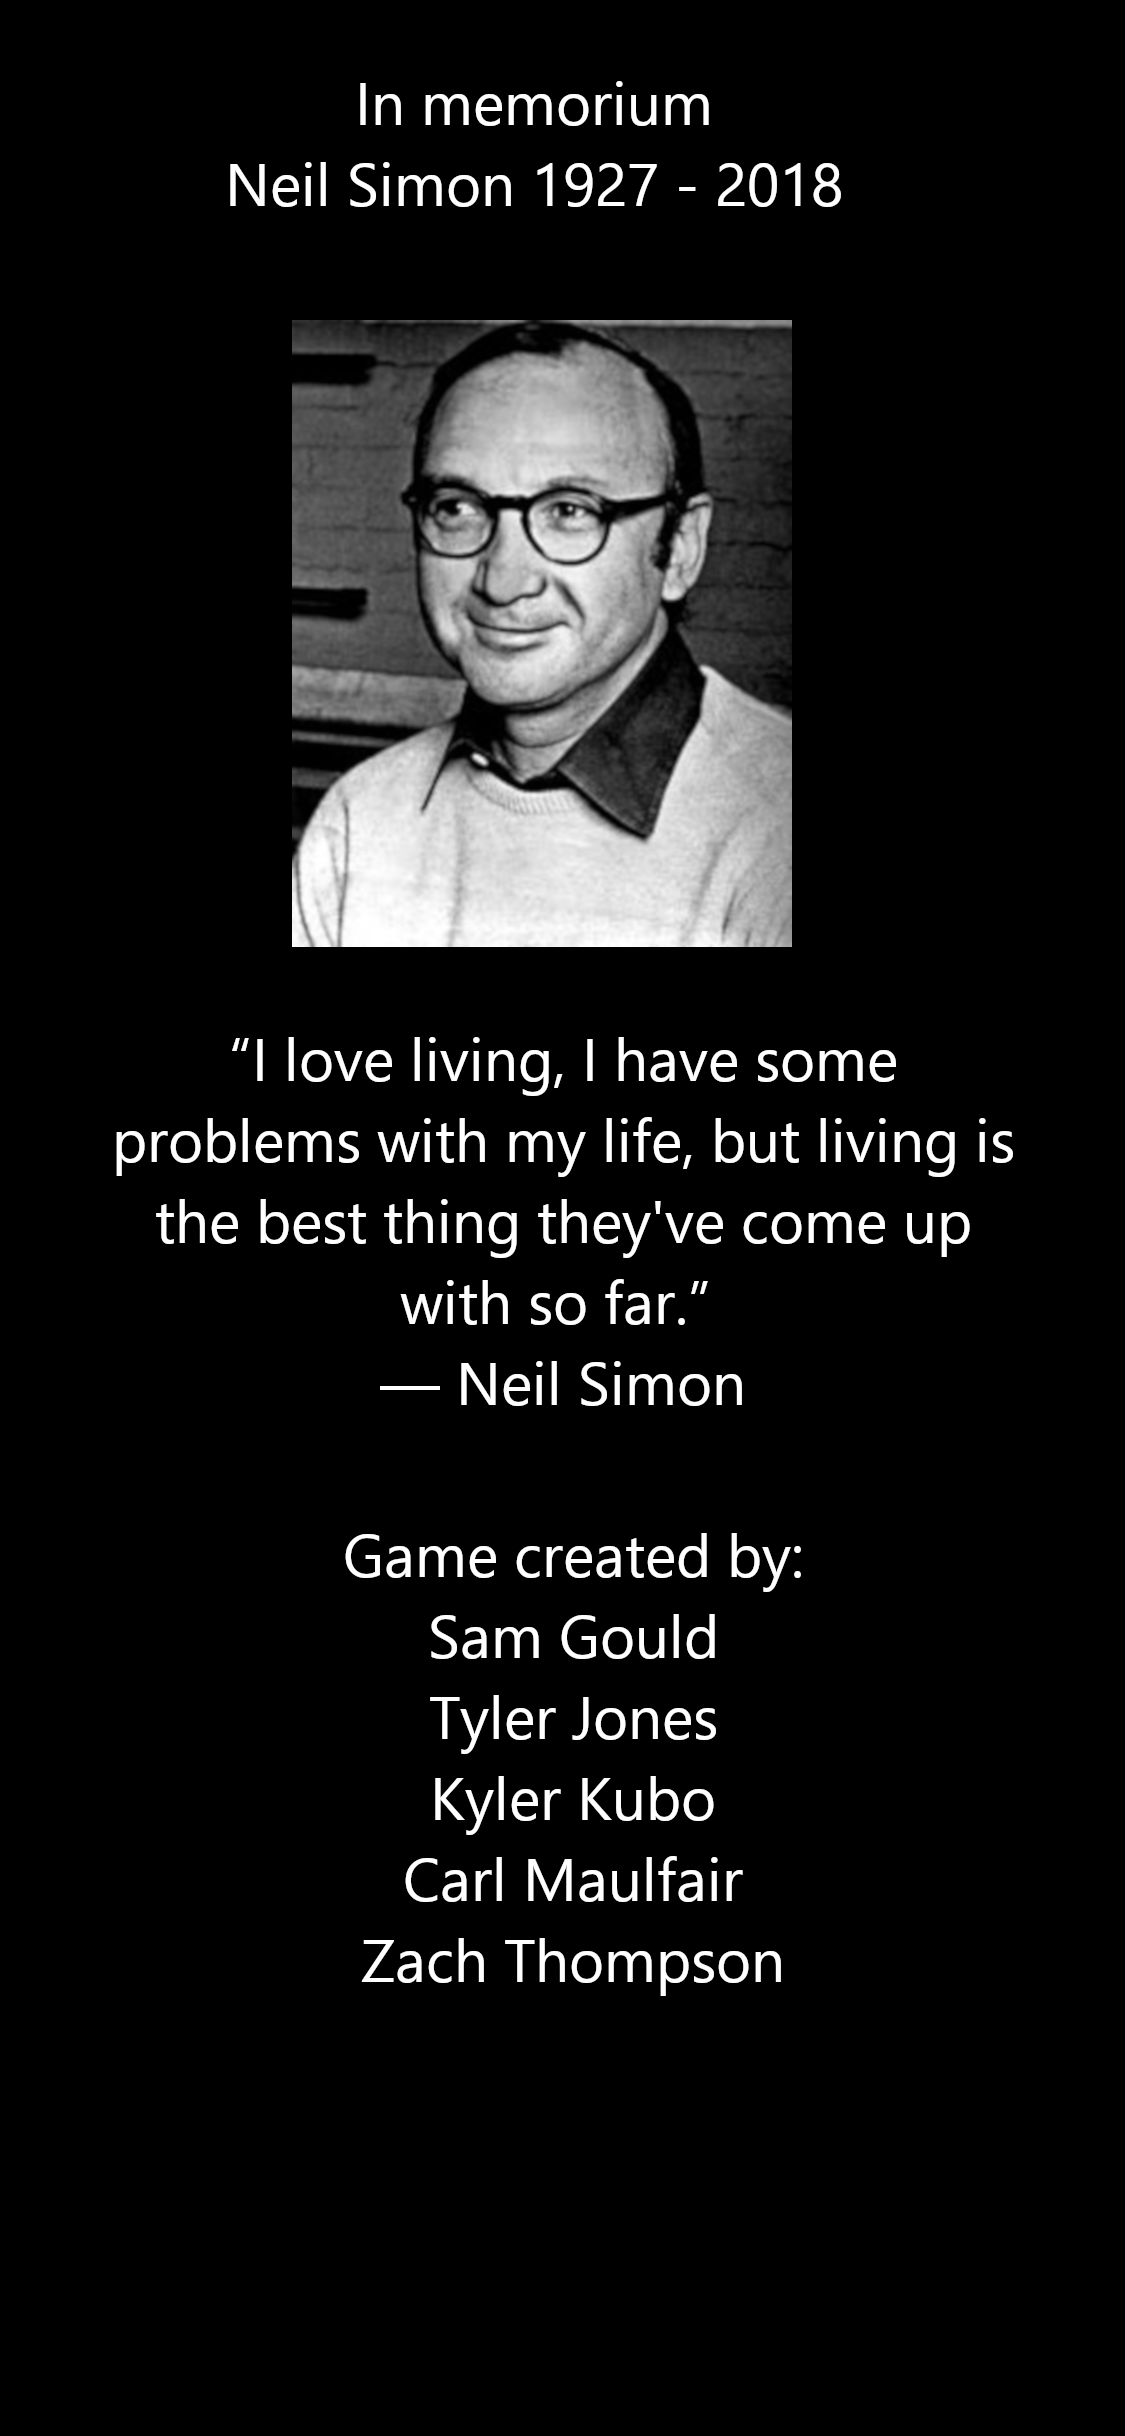 In memorium
Neil Simon 1927 - 2018
“I love living, I have some
problems with my life, but living is
the best thing they've come up
with so far.”
— Neil Simon
Game created by:
Sam Gould
Tyler Jones
Kyler Kubo
Carl Maulfair
Zach Thompson